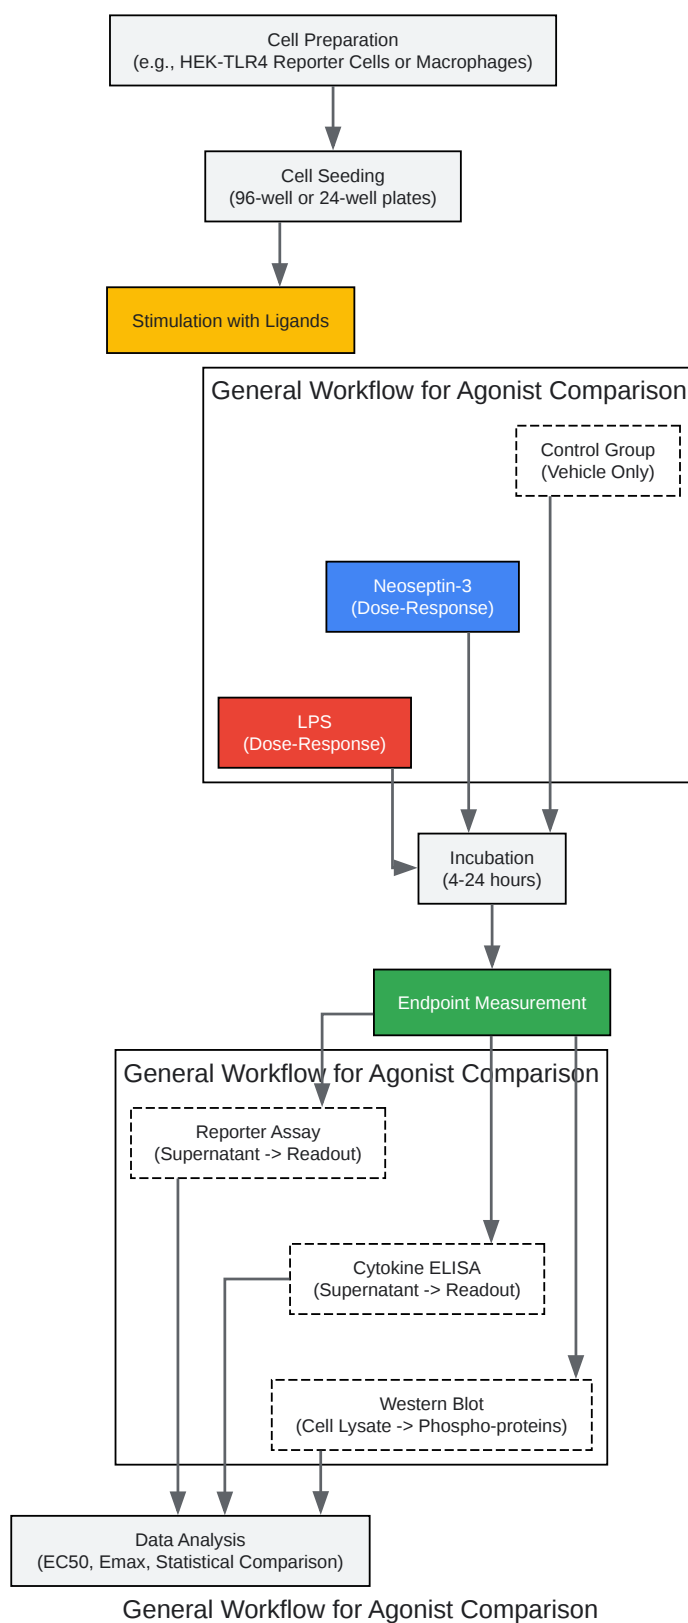 Cell Preparation
(e.g., HEK-TLR4 Reporter Cells or Macrophages)
Cell Seeding
(96-well or 24-well plates)
Stimulation with Ligands
General Workflow for Agonist Comparison
Control Group
(Vehicle Only)
Neoseptin-3
(Dose-Response)
LPS
(Dose-Response)
Incubation
(4-24 hours)
Endpoint Measurement
General Workflow for Agonist Comparison
Reporter Assay
(Supernatant -> Readout)
Cytokine ELISA
(Supernatant -> Readout)
Western Blot
(Cell Lysate -> Phospho-proteins)
Data Analysis
(EC50, Emax, Statistical Comparison)
General Workflow for Agonist Comparison